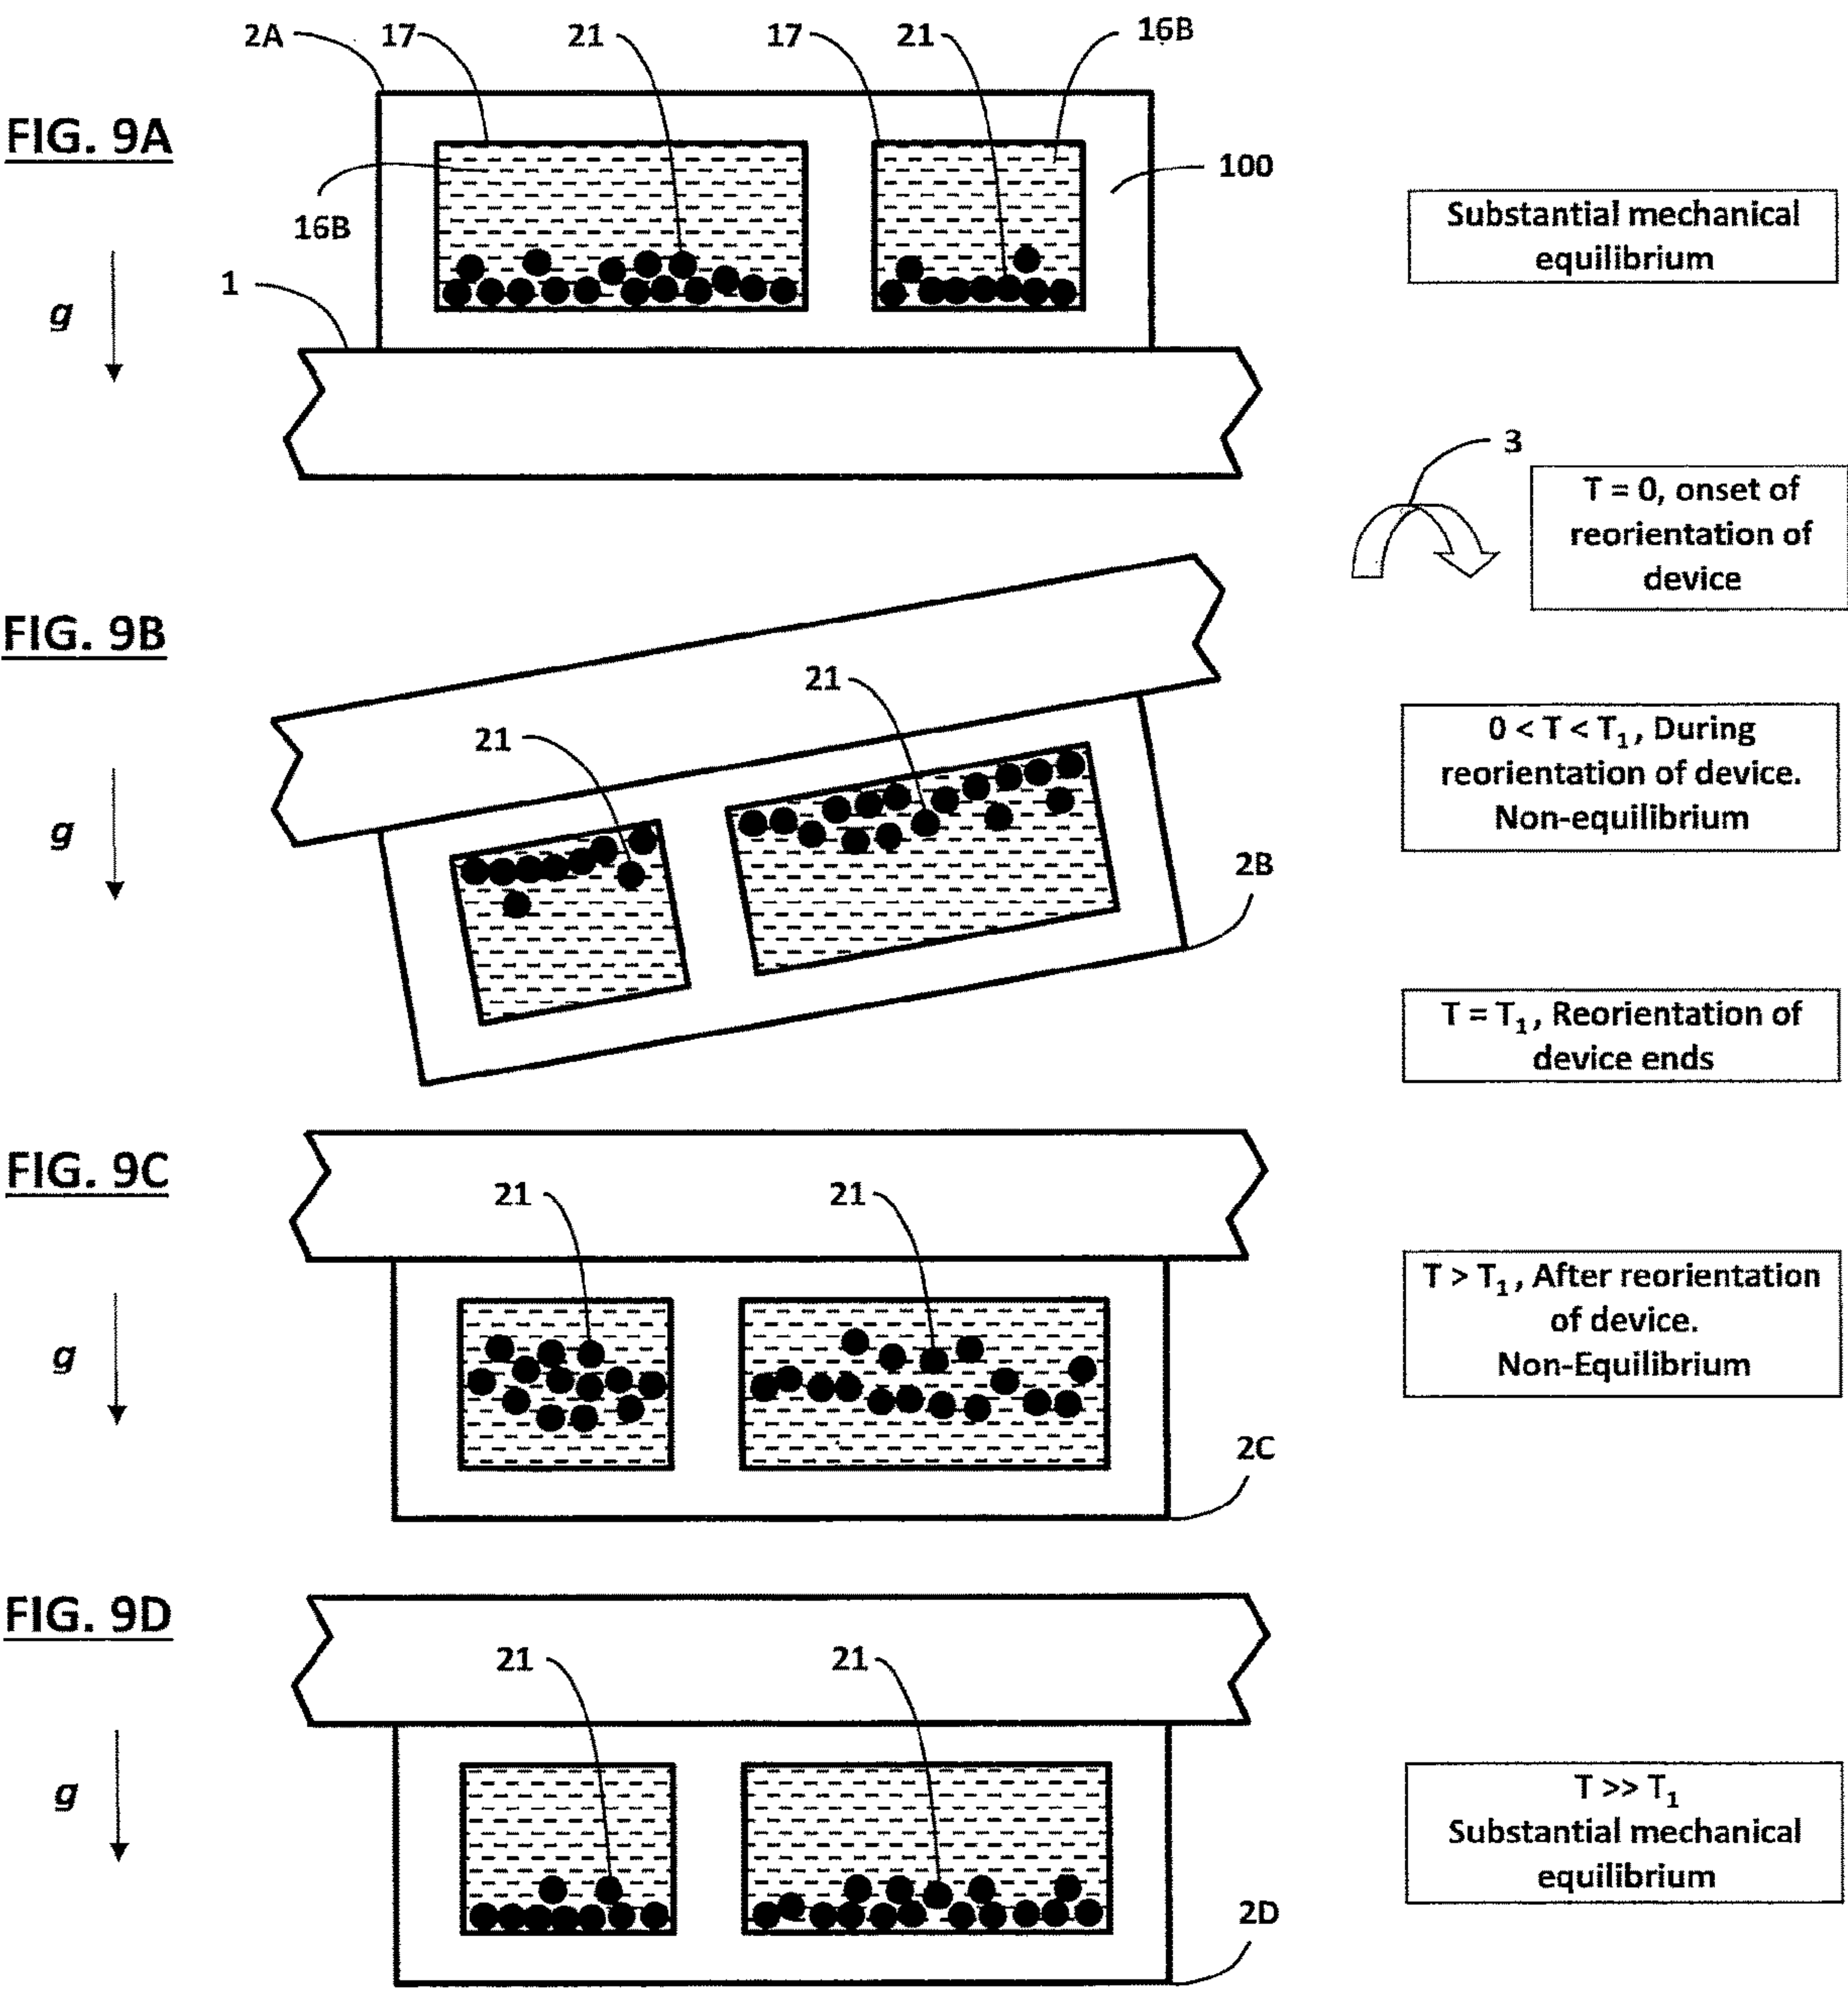 2A 17 21 17 21 16B
FIG. 9A
100
16B
Substantial mechanical
equilibrium
1
g
3
T = 0, onset of
reorientation of
device
FIG. 9B
21
21
0 < T < T1, During
reorientation of device.
Non-equilibrium
g
2B
T = T1, Reorientation of
device ends
FIG. 9C
21 21
T > T1, After reorientation
of device.
Non-Equilibrium
g
2C
FIG. 9D
21 21
g
T >> T1
Substantial mechanical
equilibrium
2D